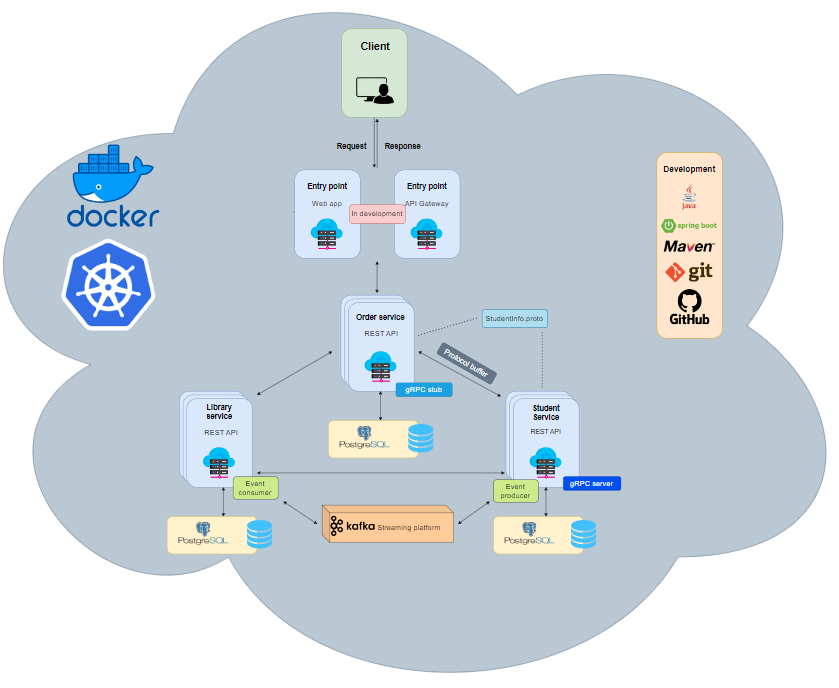 Client
Request
Response
Entry point
Web app
Entry point
API Gateway
In development
docker
Development
Java
spring boot
Maven
git
GitHub
Order service
REST API
StudentInfo.proto
Protocol buffer
gRPC stub
PostgreSQL
Library
service
REST API
Event
consumer
PostgreSQL
Student
Service
REST API
Event
producer
gRPC server
PostgreSQL
kafka Streaming platform